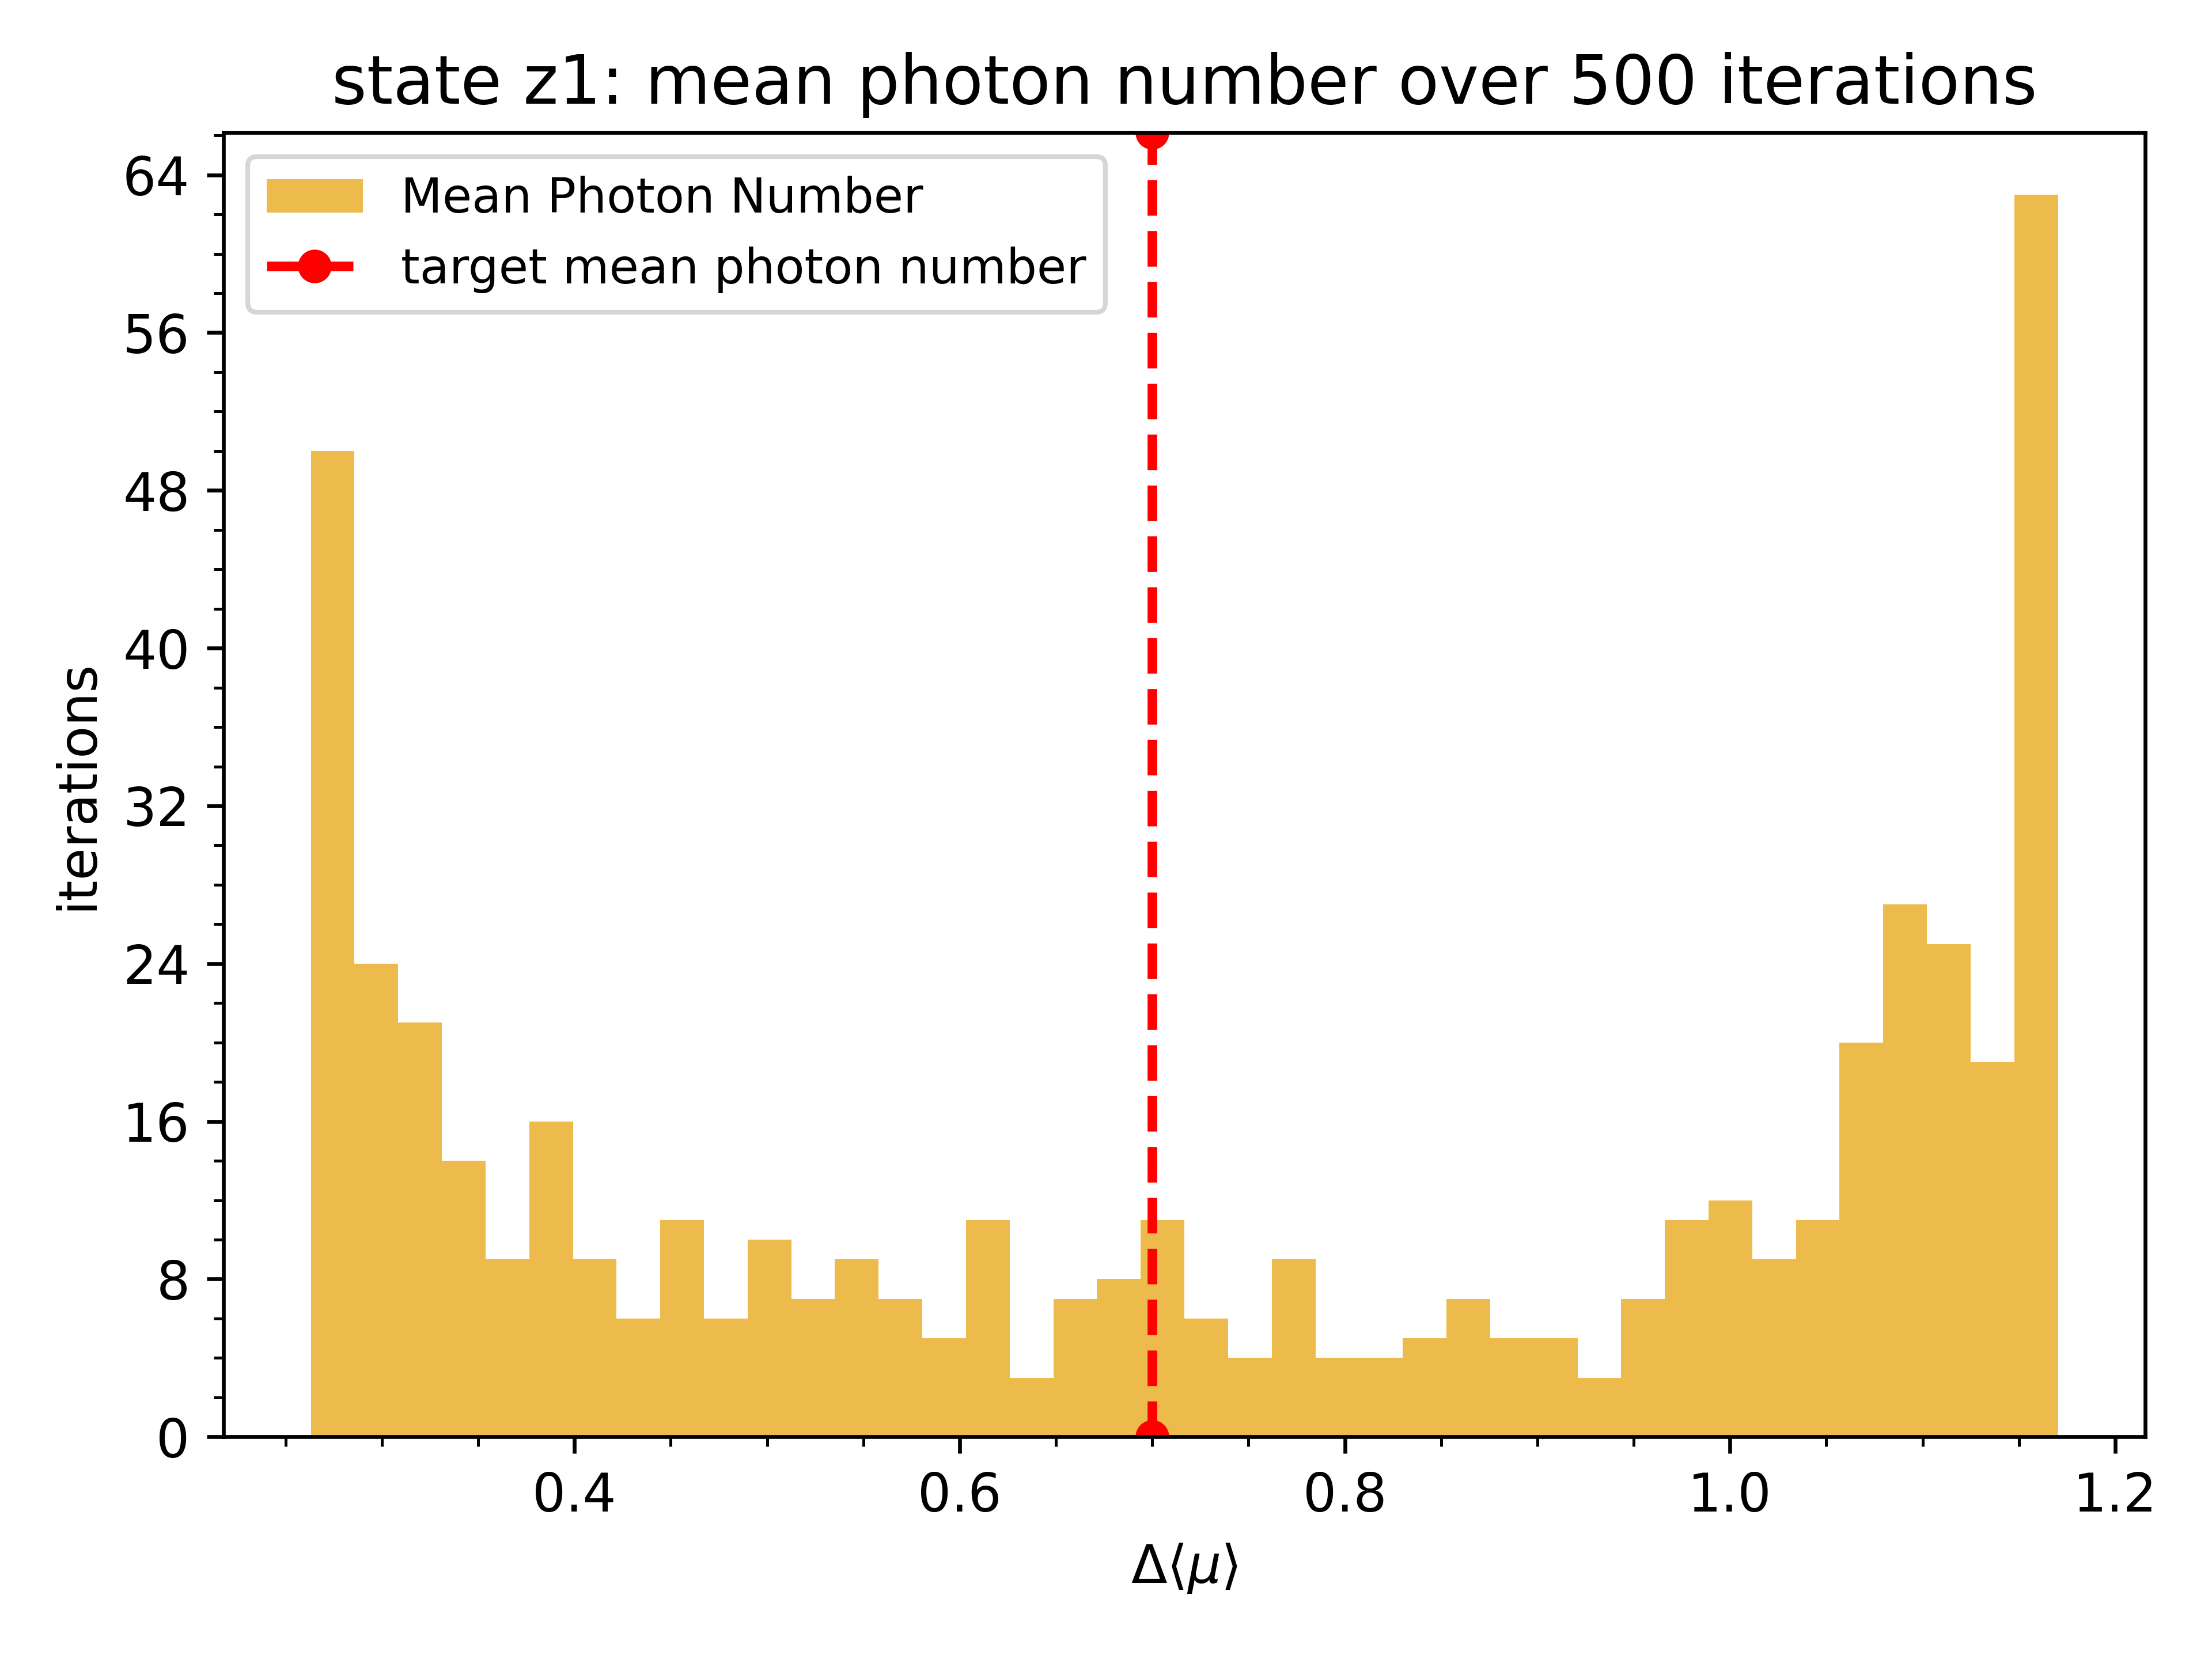 state z1: mean photon number over 500 iterations
Mean Photon Number
target mean photon number
64
56
48
40
32
24
16
8
0
iterations
0.4 0.6 0.8 1.0 1.2
Δ⟨μ⟩